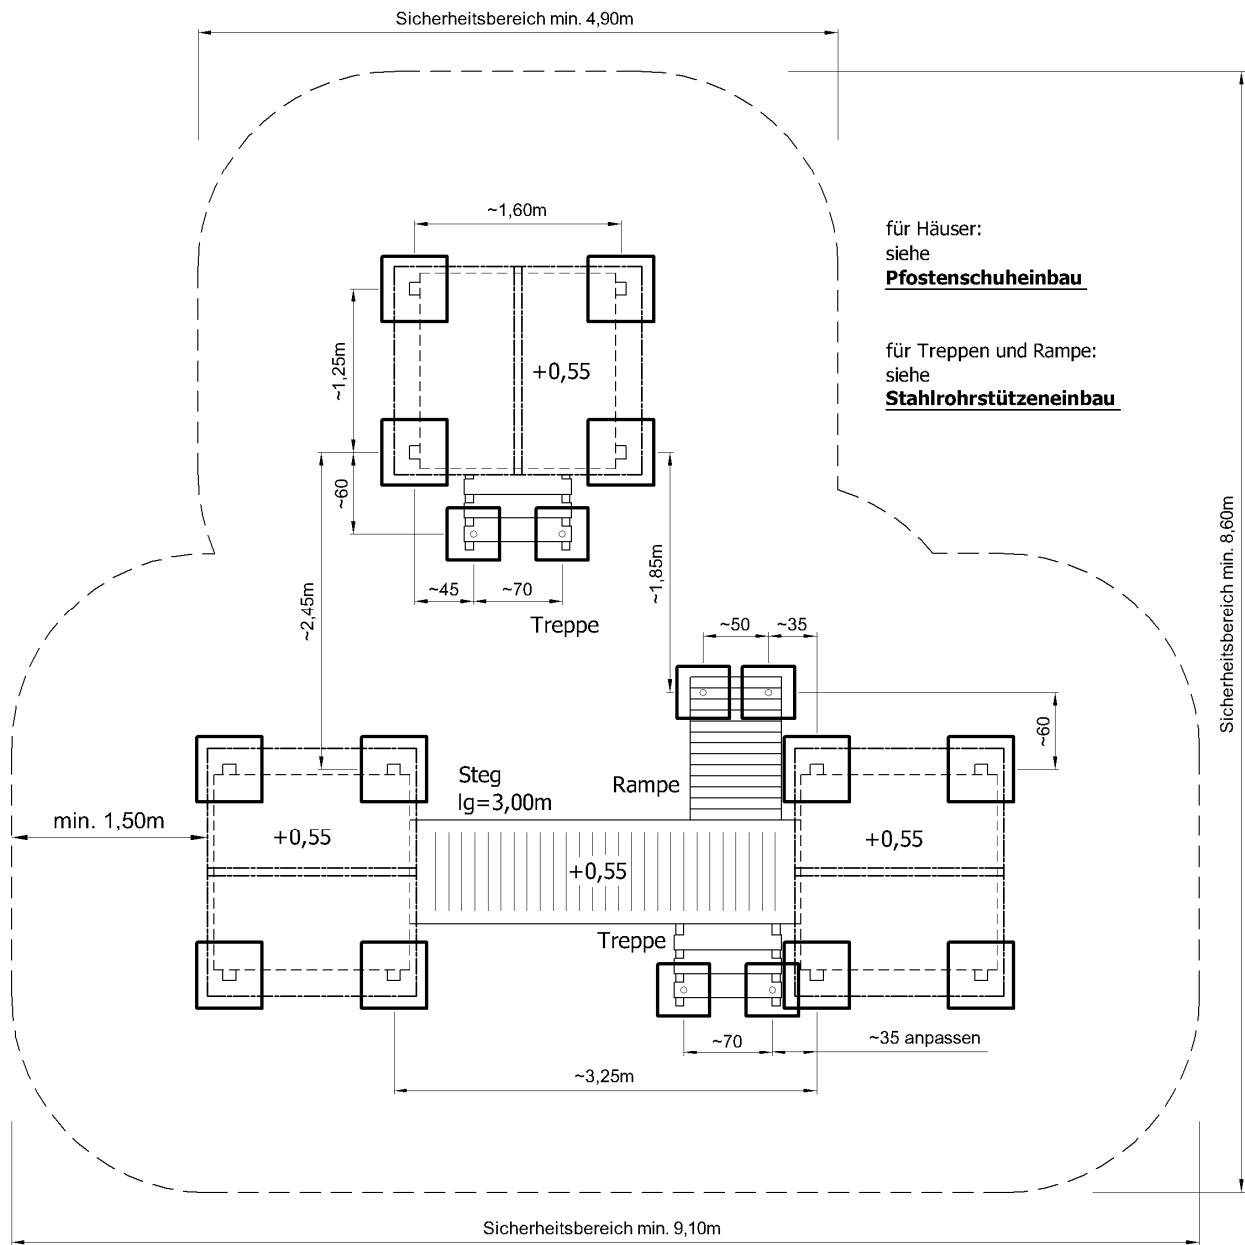 Sicherheitsbereich min. 4,90m
~1,60m
für Häuser:
siehe
Pfostenschuheinbau
für Treppen und Rampe:
siehe
Stahlrohrstützeneinbau
~1,25m
+0,55
~60
~45
~70
Treppe
~2,45m
~1,85m
~50
~35
Sicherheitsbereich min. 8,60m
~60
Steg
lg=3,00m
Rampe
min. 1,50m
+0,55
+0,55
+0,55
Treppe
~70
~35 anpassen
~3,25m
Sicherheitsbereich min. 9,10m